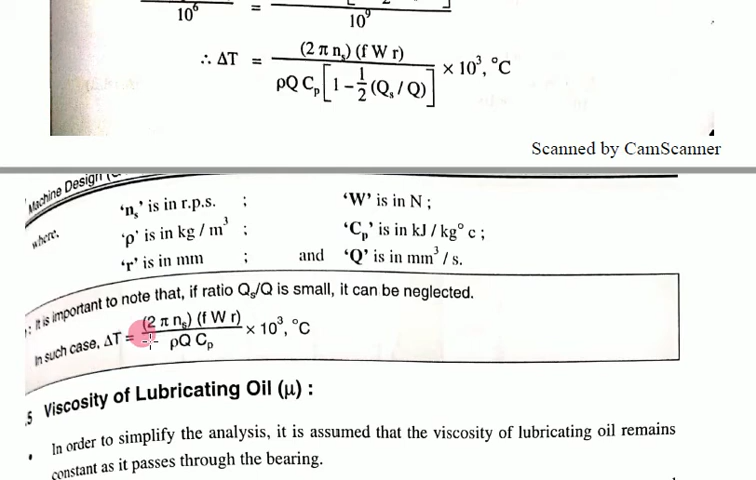 10⁶ = 10⁹
∴ ΔT = (2 π nₛ) (f W r) / ρQ Cₚ [1 – 1/2 (Qₛ / Q)] × 10³, °C
Scanned by CamScanner
Machine Design
where, 'nₛ' is in r.p.s. ; 'W' is in N ;
'ρ' is in kg / m³ ; 'Cₚ' is in kJ / kg° c ;
'r' is in mm ; and 'Q' is in mm³ / s.
: It is important to note that, if ratio Qₛ/Q is small, it can be neglected.
In such case, ΔT = (2 π nₛ) (f W r) / ρQ Cₚ × 10³, °C
.5 Viscosity of Lubricating Oil (μ) :
• In order to simplify the analysis, it is assumed that the viscosity of lubricating oil remains
constant as it passes through the bearing.